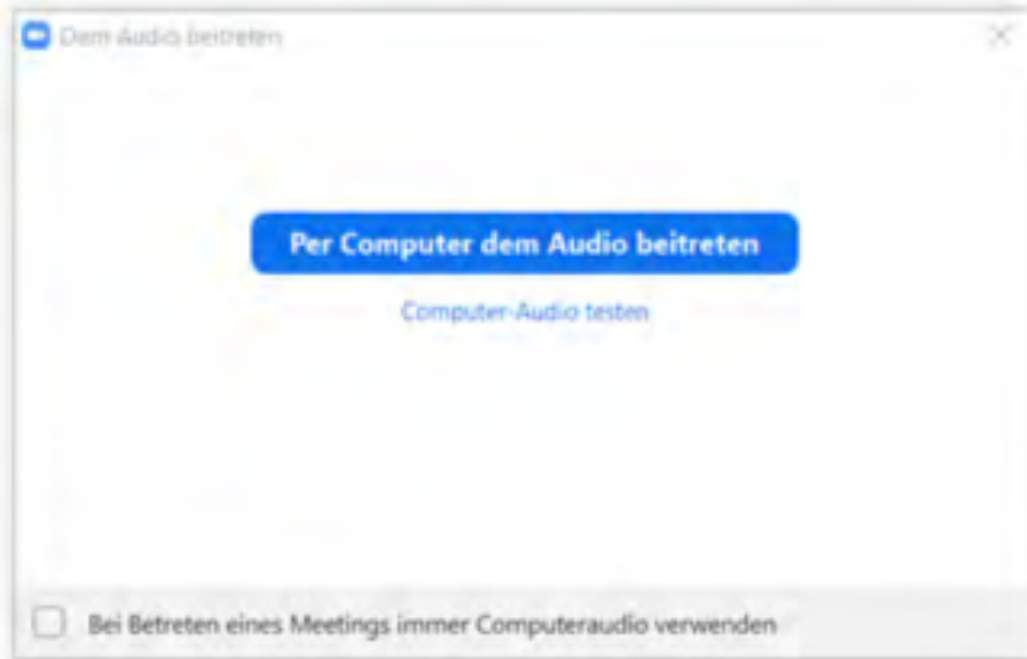 Dem Audio beitreten
Per Computer dem Audio beitreten
Computer-Audio testen
Bei Betreten eines Meetings immer Computeraudio verwenden